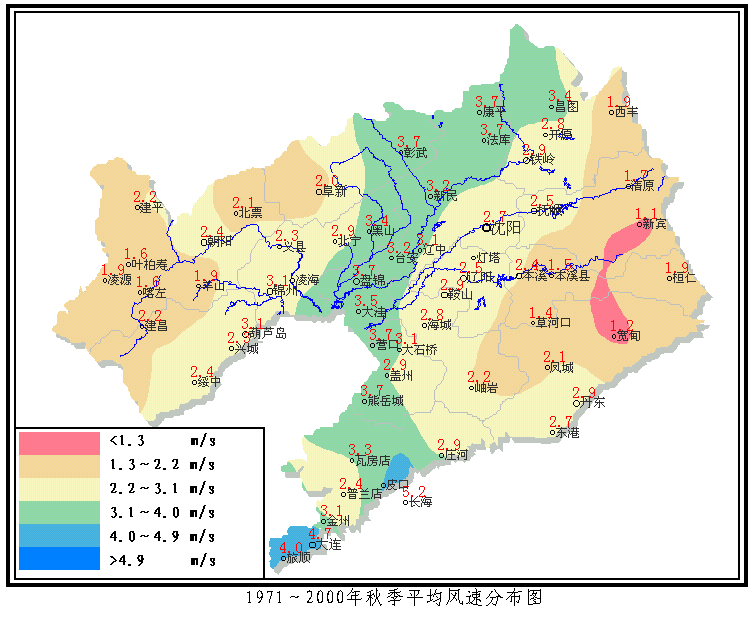 3.4
昌图
1.9
西丰
3.7
康平
3.7
法库
2.8
开原
3.7
彰武
2.9
铁岭
1.7
清原
2.0
阜新
3.2
新民
2.2
建平
2.1
北票
2.5
抚顺
1.1
新宾
2.7
沈阳
3.4
黑山
2.9
北宁
2.4
朝阳
2.3
义县
3.2
台安
辽中
灯塔
1.6
叶柏寿
1.9
凌源
喀左
1.9
羊山
3.1
锦州
凌海
3.7
盘锦
2.5
辽阳
2.9
鞍山
本溪
1.5
本溪县
1.9
桓仁
2.2
建昌
3.5
大洼
2.8
海城
1.4
草河口
1.2
宽甸
3.1
葫芦岛
兴城
3.7
营口
3.1
大石桥
2.4
绥中
2.9
盖州
2.1
凤城
2.2
岫岩
3.7
熊岳城
2.9
丹东
2.7
东港
2.9
庄河
3.3
瓦房店
2.4
普兰店
皮口
5.2
长海
3.1
金州
4.7
大连
4.0
旅顺
<1.3 m/s
1.3~2.2 m/s
2.2~3.1 m/s
3.1~4.0 m/s
4.0~4.9 m/s
>4.9 m/s
1971~2000年秋季平均风速分布图